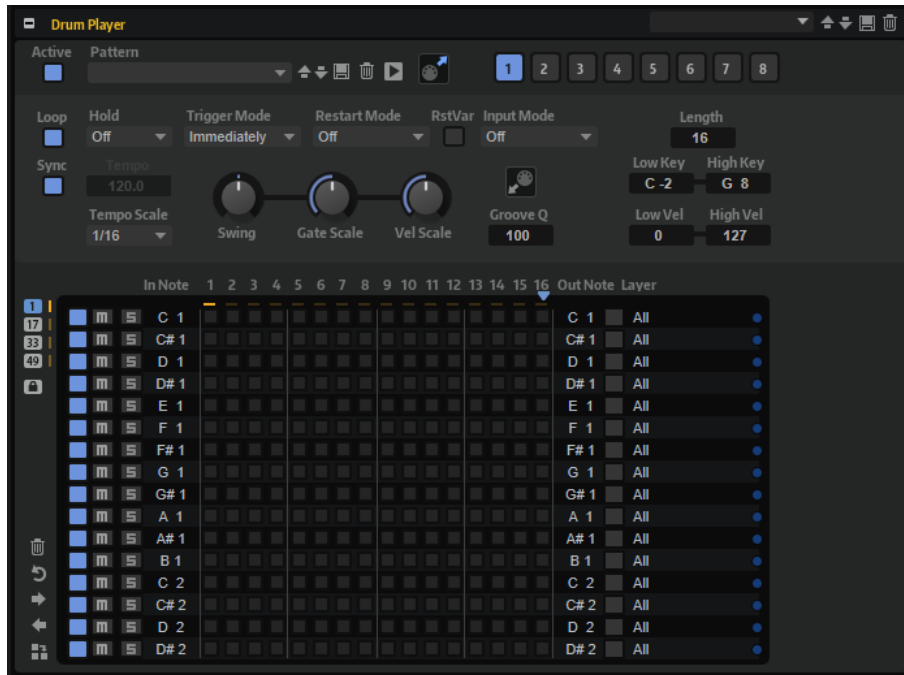 Drum Player
Active Pattern
1 2 3 4 5 6 7 8
Loop Hold Trigger Mode Restart Mode RstVar Input Mode Length
Off Immediately Off Off 16
Sync Tempo Low Key High Key
120.0 C -2 G 8
Tempo Scale Groove Q Low Vel High Vel
1/16 Swing Gate Scale Vel Scale 100 0 127
In Note 1 2 3 4 5 6 7 8 9 10 11 12 13 14 15 16 Out Note Layer
1
m S C 1 C 1 All
17
m S C# 1 C# 1 All
33
m S D 1 D 1 All
49
m S D# 1 D# 1 All
m S E 1 E 1 All
m S F 1 F 1 All
m S F# 1 F# 1 All
m S G 1 G 1 All
m S G# 1 G# 1 All
m S A 1 A 1 All
m S A# 1 A# 1 All
m S B 1 B 1 All
m S C 2 C 2 All
m S C# 2 C# 2 All
m S D 2 D 2 All
m S D# 2 D# 2 All